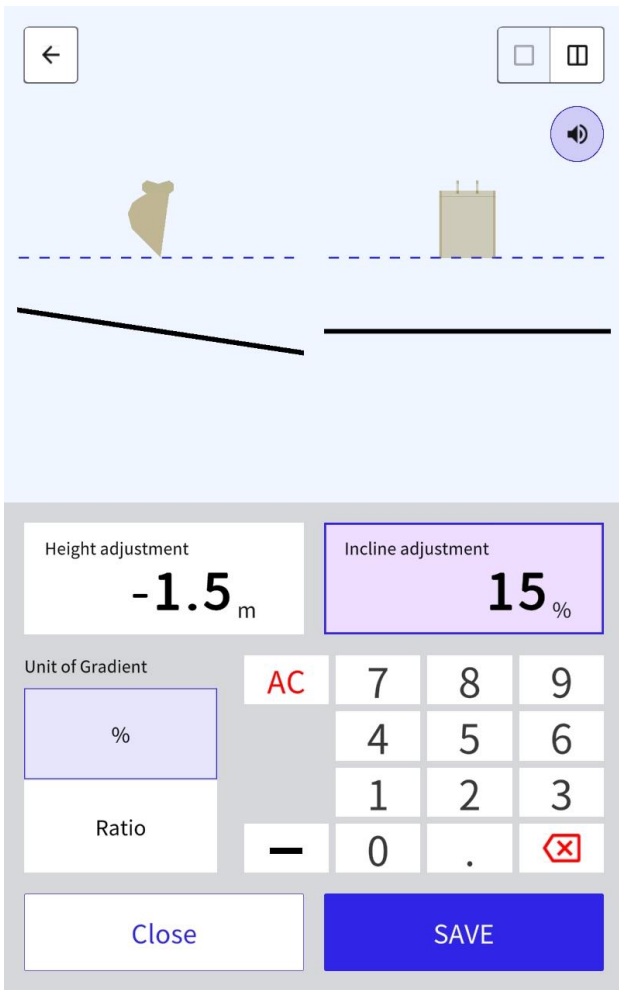 Height adjustment
-1.5 m
Incline adjustment
15 %
Unit of Gradient
%
Ratio
AC 7 8 9
4 5 6
1 2 3
− 0 .
Close
SAVE